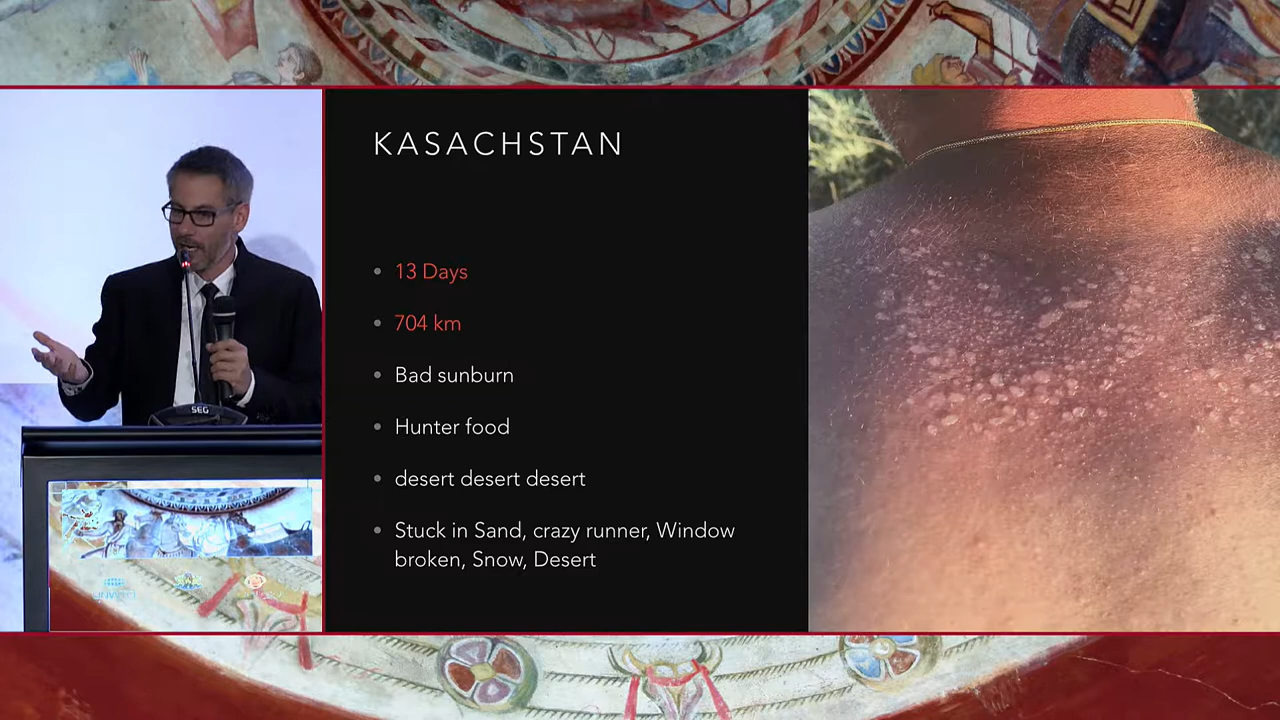 KASACHSTAN
13 Days
704 km
Bad sunburn
Hunter food
desert desert desert
Stuck in Sand, crazy runner, Window
broken, Snow, Desert
SEG